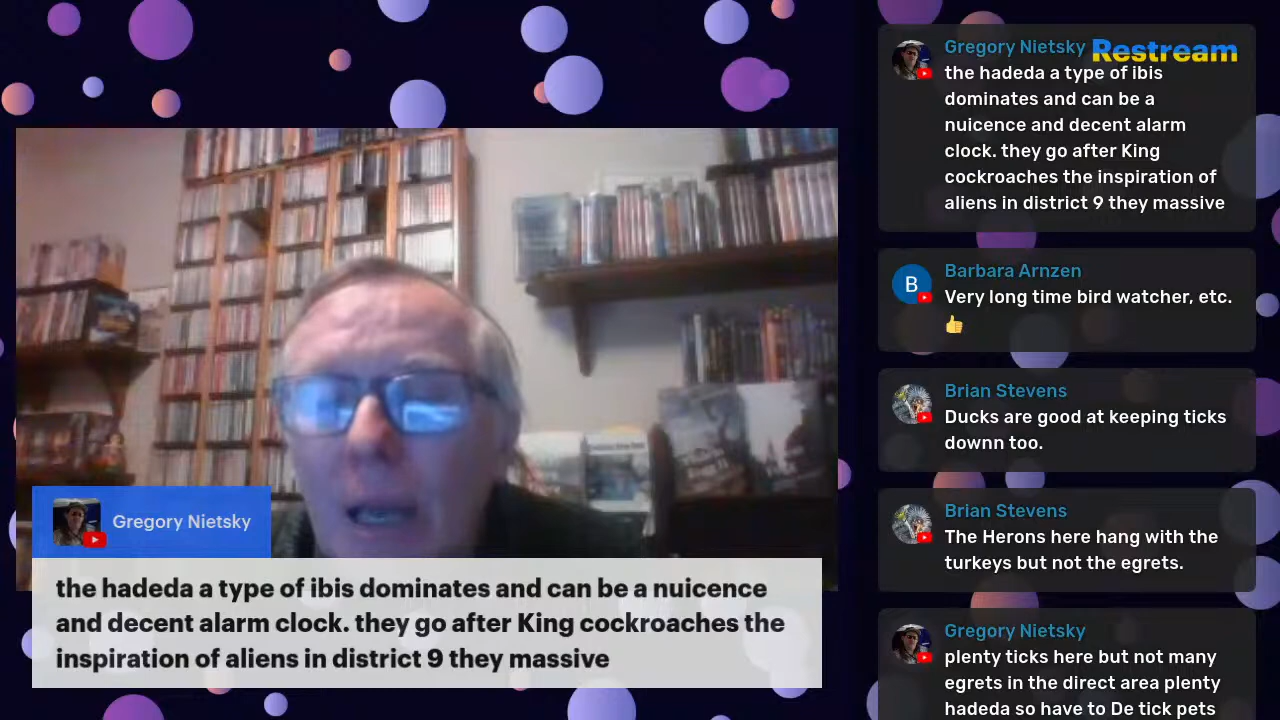 Gregory Nietsky
the hadeda a type of ibis dominates and can be a nuicence
and decent alarm clock. they go after King cockroaches the
inspiration of aliens in district 9 they massive
Restream
Gregory Nietsky
the hadeda a type of ibis
dominates and can be a
nuicence and decent alarm
clock. they go after King
cockroaches the inspiration of
aliens in district 9 they massive
B
Barbara Arnzen
Very long time bird watcher, etc.
👍
Brian Stevens
Ducks are good at keeping ticks
downn too.
Brian Stevens
The Herons here hang with the
turkeys but not the egrets.
Gregory Nietsky
plenty ticks here but not many
egrets in the direct area plenty
hadeda so have to De tick pets